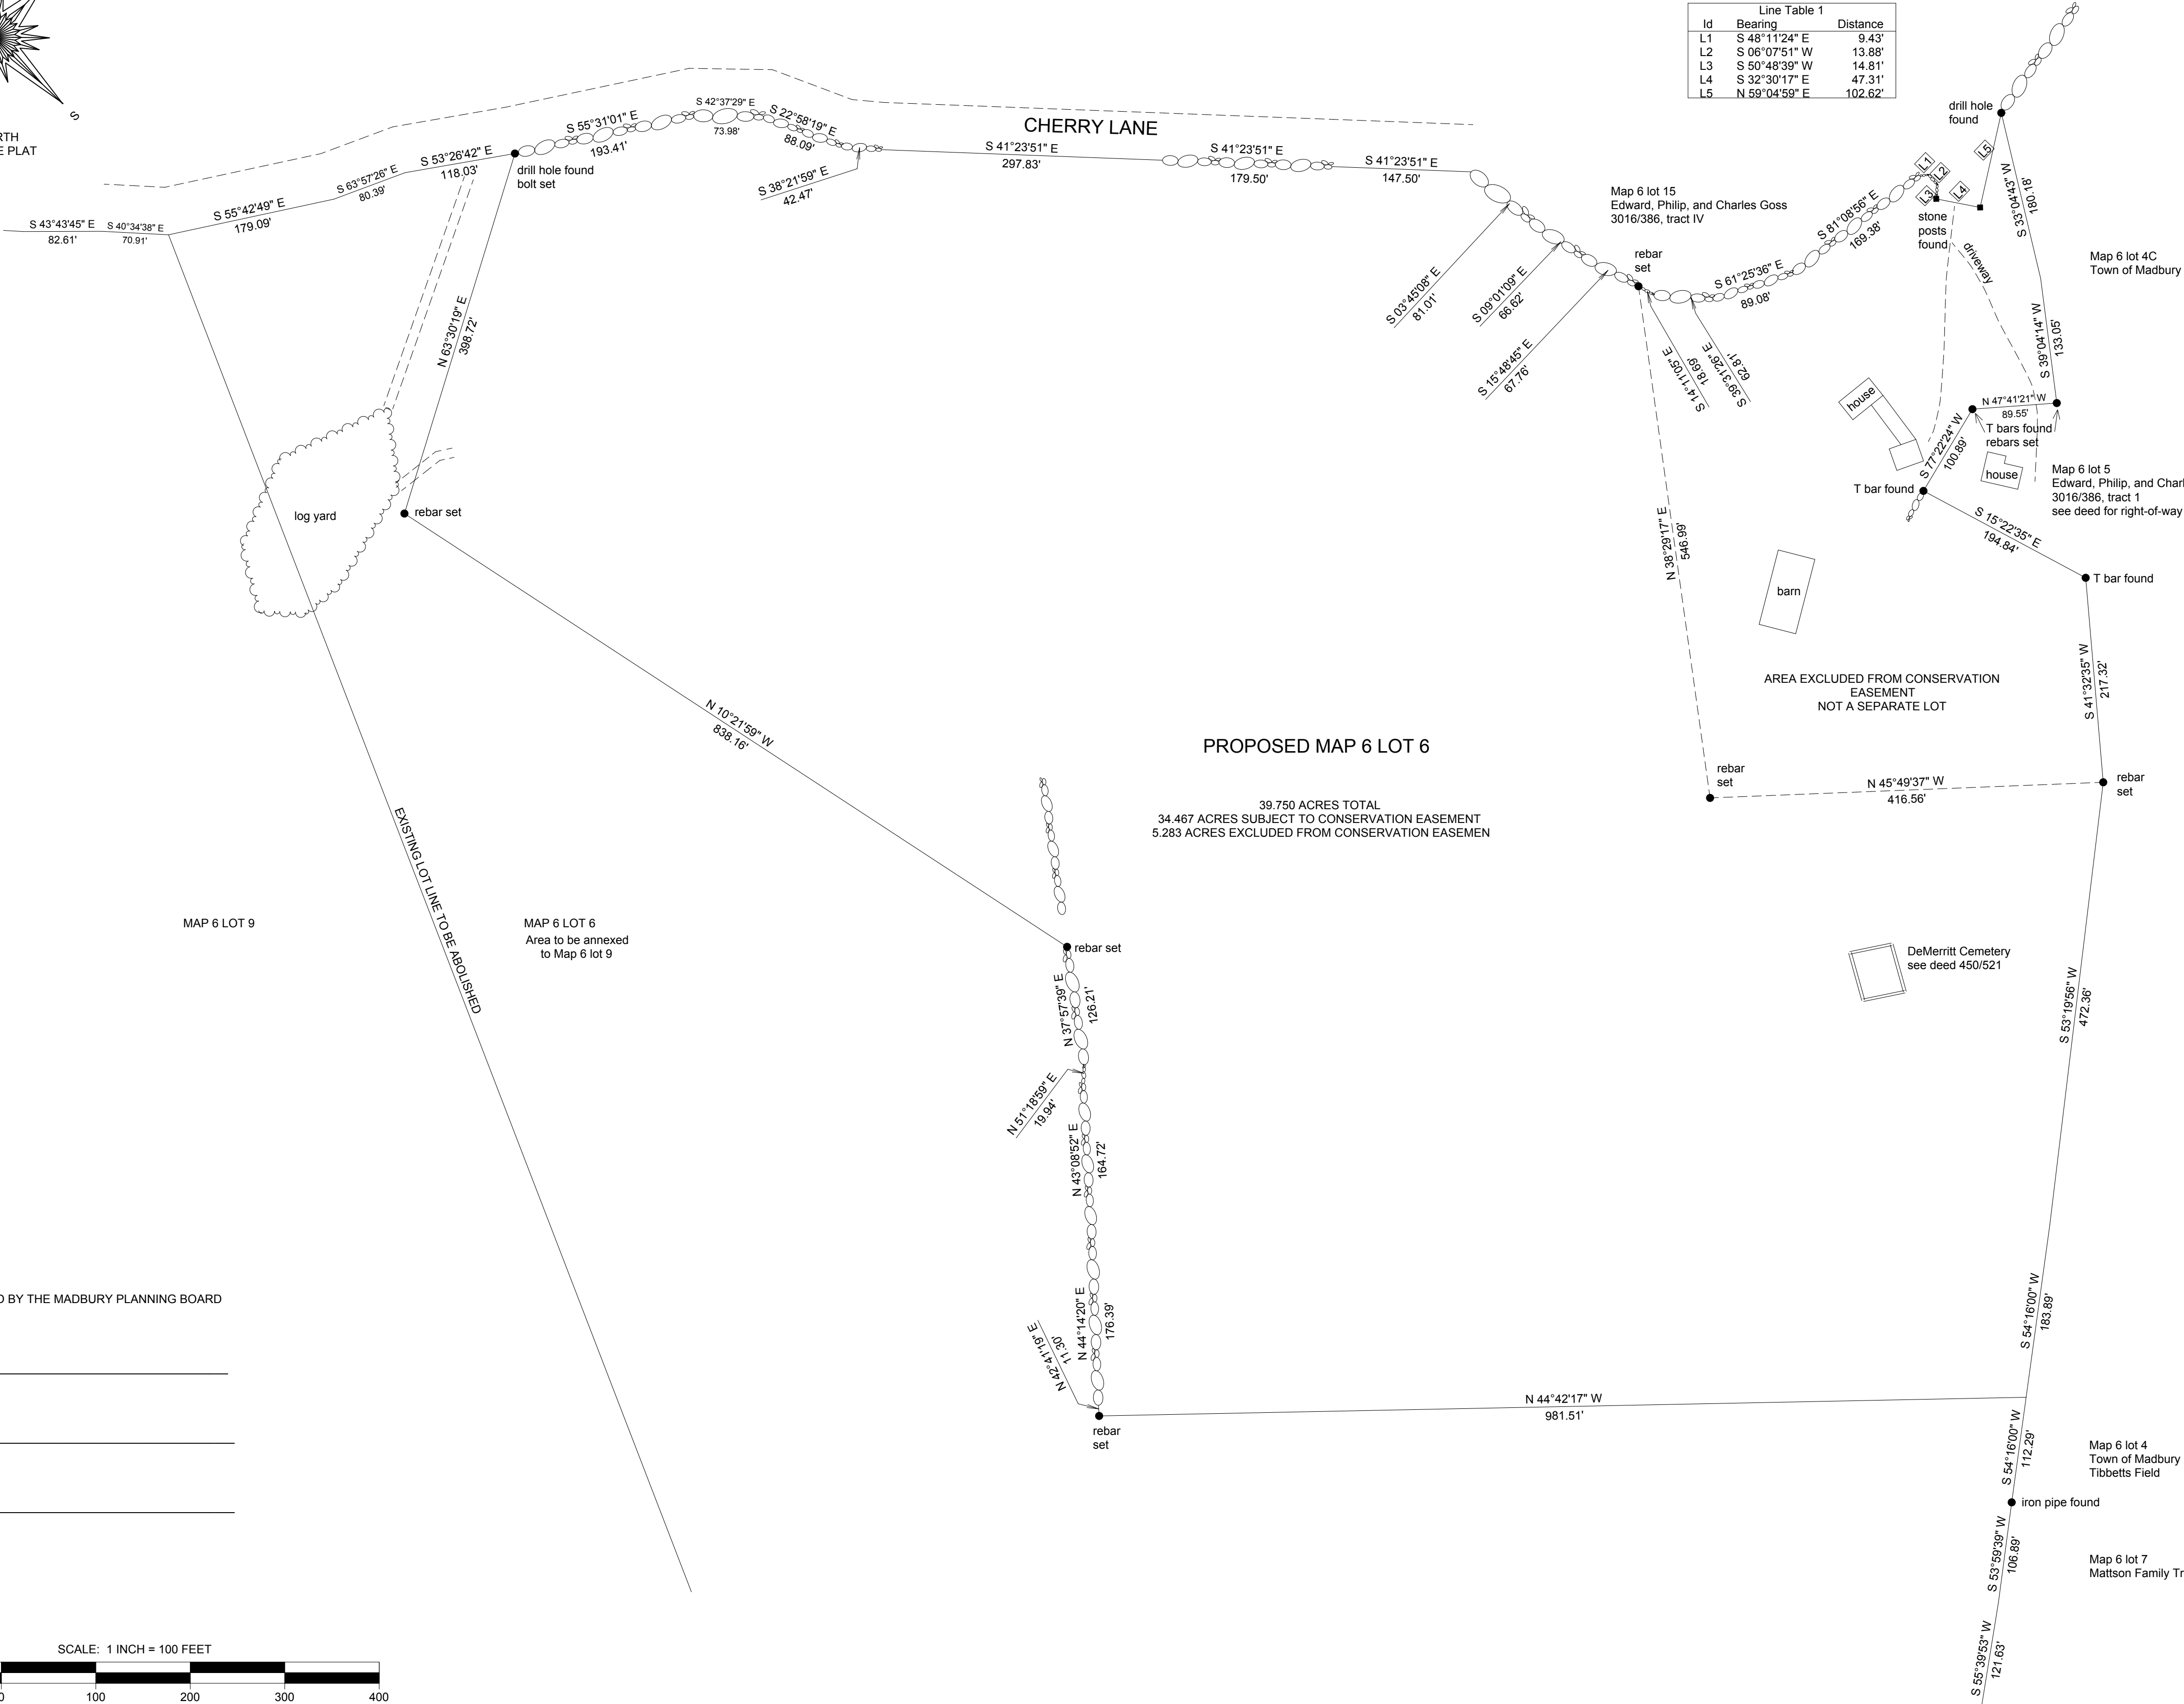 Line Table 1
Id Bearing Distance
L1 S 48°11'24" E 9.43'
L2 S 06°07'51" W 13.88'
L3 S 50°48'39" W 14.81'
L4 S 32°30'17" E 47.31'
L5 N 59°04'59" E 102.62'
S
RTH
E PLAT
S 43°43'45" E
82.61'
S 40°34'38" E
70.91'
S 55°42'49" E
179.09'
S 63°57'26" E
80.39'
S 53°26'42" E
118.03'
drill hole found
bolt set
S 55°31'01" E
193.41'
S 42°37'29" E
73.98'
S 22°58'19" E
88.09'
S 38°21'59" E
42.47'
CHERRY LANE
S 41°23'51" E
297.83'
S 41°23'51" E
179.50'
S 41°23'51" E
147.50'
S 03°45'08" E
81.01'
S 09°01'09" E
66.62'
S 15°48'45" E
67.76'
Map 6 lot 15
Edward, Philip, and Charles Goss
3016/386, tract IV
rebar
set
S 14°11'05" E
18.69'
S 39°31'26" E
62.81'
S 61°25'36" E
89.08'
S 81°08'56" E
169.38'
L1
L2
L3
L4
L5
stone
posts
found
drill hole
found
S 33°04'43" W
180.18'
driveway
Map 6 lot 4C
Town of Madbury
S 39°04'14" W
133.05'
N 47°41'21" W
89.55'
T bars found
rebars set
house
house
S 77°22'24" W
100.89'
T bar found
Map 6 lot 5
Edward, Philip, and Charl
3016/386, tract 1
see deed for right-of-way
S 15°22'35" E
194.84'
T bar found
N 63°30'19" E
398.72'
log yard
rebar set
N 38°29'17" E
546.99'
barn
S 41°32'35" W
217.32'
AREA EXCLUDED FROM CONSERVATION
EASEMENT
NOT A SEPARATE LOT
N 10°21'59" W
838.16'
PROPOSED MAP 6 LOT 6
39.750 ACRES TOTAL
34.467 ACRES SUBJECT TO CONSERVATION EASEMENT
5.283 ACRES EXCLUDED FROM CONSERVATION EASEMEN
rebar
set
N 45°49'37" W
416.56'
rebar
set
EXISTING LOT LINE TO BE ABOLISHED
MAP 6 LOT 9
MAP 6 LOT 6
Area to be annexed
to Map 6 lot 9
rebar set
DeMerritt Cemetery
see deed 450/521
N 37°57'39" E
126.21'
S 53°19'56" W
472.36'
N 51°18'59" E
19.94'
N 43°08'52" E
164.72'
N 44°14'20" E
176.39'
N 42°41'19" E
11.30'
rebar
set
S 54°16'00" W
183.89'
N 44°42'17" W
981.51'
D BY THE MADBURY PLANNING BOARD
S 54°16'00" W
112.29'
Map 6 lot 4
Town of Madbury
Tibbetts Field
iron pipe found
S 53°59'39" W
106.89'
Map 6 lot 7
Mattson Family Tr
S 55°39'53" W
121.63'
SCALE: 1 INCH = 100 FEET
0 100 200 300 400